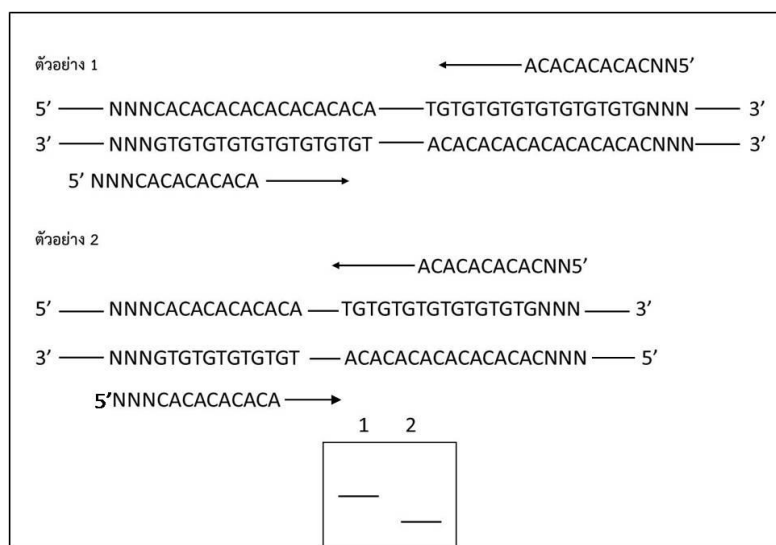 ตัวอย่าง 1
ACACACACACNN5’
5’ NNNCACACACACACACACACA TGTGTGTGTGTGTGTGTGNNN 3’
3’ NNNGTGTGTGTGTGTGTGTGT ACACACACACACACACACNNN 3’
5’ NNNCACACACACA
ตัวอย่าง 2
ACACACACACNN5’
5’ NNNCACACACACACA TGTGTGTGTGTGTGTGNNN 3’
3’ NNNGTGTGTGTGTGT ACACACACACACACACNNN 5’
5’NNNCACACACACA
1 2